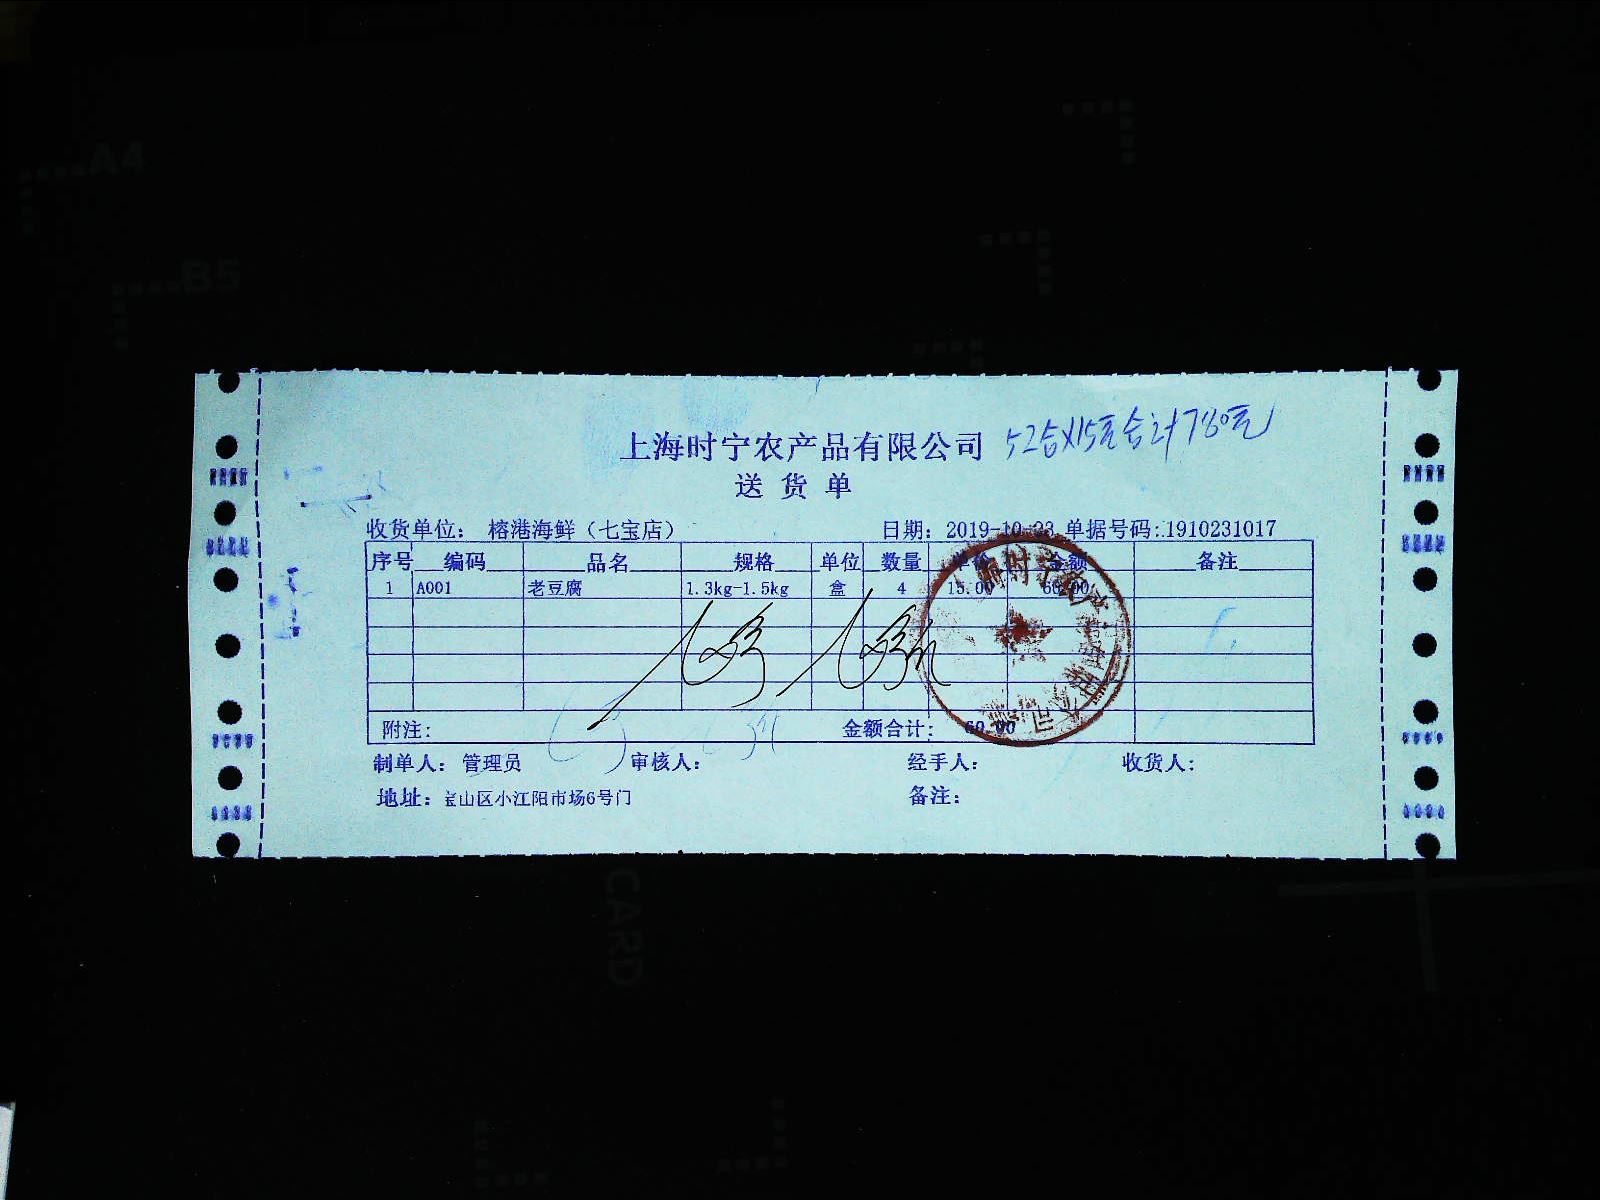 A4
B5
上海时宁农产品有限公司 52合X15元合计780元
送货单
收货单位： 榕港海鲜（七宝店） 日期：2019-10-23 单据号码:.1910231017
序号 编码 品名 规格 单位 数量 单价 金额 备注
1 A001 老豆腐 1.3kg-1.5kg 盒 4 15.00 60.00
附注: 金额合计: 60.00
制单人: 管理员 审核人: 经手人: 收货人:
地址: 宝山区小江阳市场6号门 备注:
CARD